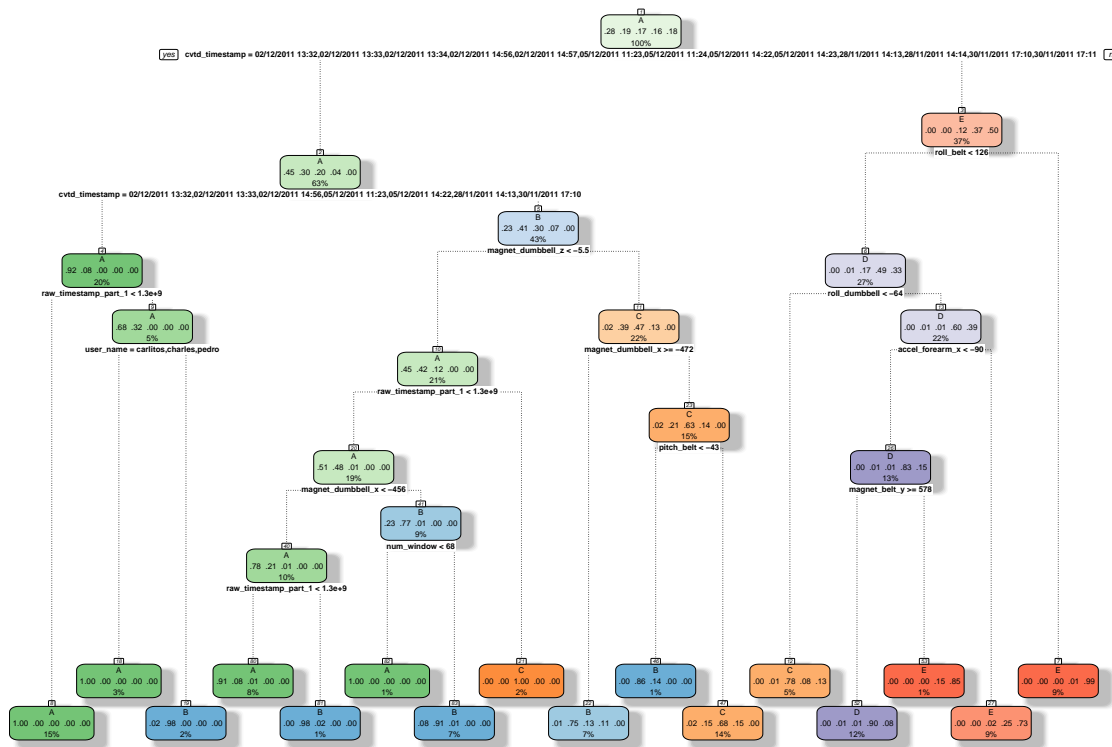 1
A
.28 .19 .17 .16 .18
100%
yes cvtd_timestamp = 02/12/2011 13:32,02/12/2011 13:33,02/12/2011 13:34,02/12/2011 14:56,02/12/2011 14:57,05/12/2011 11:23,05/12/2011 11:24,05/12/2011 14:22,05/12/2011 14:23,28/11/2011 14:13,28/11/2011 14:14,30/11/2011 17:10,30/11/2011 17:11
3
E
.00 .00 .12 .37 .50
37%
roll_belt < 126
2
A
.45 .30 .20 .04 .00
63%
cvtd_timestamp = 02/12/2011 13:32,02/12/2011 13:33,02/12/2011 14:56,05/12/2011 11:23,05/12/2011 14:22,28/11/2011 14:13,30/11/2011 17:10
5
B
.23 .41 .30 .07 .00
43%
magnet_dumbbell_z < −5.5
4
A
.92 .08 .00 .00 .00
20%
raw_timestamp_part_1 < 1.3e+9
6
D
.00 .01 .17 .49 .33
27%
roll_dumbbell < −64
9
A
.68 .32 .00 .00 .00
5%
user_name = carlitos,charles,pedro
11
C
.02 .39 .47 .13 .00
22%
magnet_dumbbell_x >= −472
13
D
.00 .01 .01 .60 .39
22%
accel_forearm_x < −90
10
A
.45 .42 .12 .00 .00
21%
raw_timestamp_part_1 < 1.3e+9
23
C
.02 .21 .63 .14 .00
15%
pitch_belt < −43
20
A
.51 .48 .01 .00 .00
19%
magnet_dumbbell_x < −456
26
D
.00 .01 .01 .83 .15
13%
magnet_belt_y >= 578
41
B
.23 .77 .01 .00 .00
9%
num_window < 68
40
A
.78 .21 .01 .00 .00
10%
raw_timestamp_part_1 < 1.3e+9
18
A
1.00 .00 .00 .00 .00
3%
80
A
.91 .08 .01 .00 .00
8%
82
A
1.00 .00 .00 .00 .00
1%
21
C
.00 .00 1.00 .00 .00
2%
46
B
.00 .86 .14 .00 .00
1%
12
C
.00 .01 .78 .08 .13
5%
53
E
.00 .00 .00 .15 .85
1%
7
E
.00 .00 .00 .01 .99
9%
8
A
1.00 .00 .00 .00 .00
15%
19
B
.02 .98 .00 .00 .00
2%
81
B
.00 .98 .02 .00 .00
1%
83
B
.08 .91 .01 .00 .00
7%
22
B
.01 .75 .13 .11 .00
7%
47
C
.02 .15 .68 .15 .00
14%
52
D
.00 .01 .01 .90 .08
12%
27
E
.00 .00 .02 .25 .73
9%